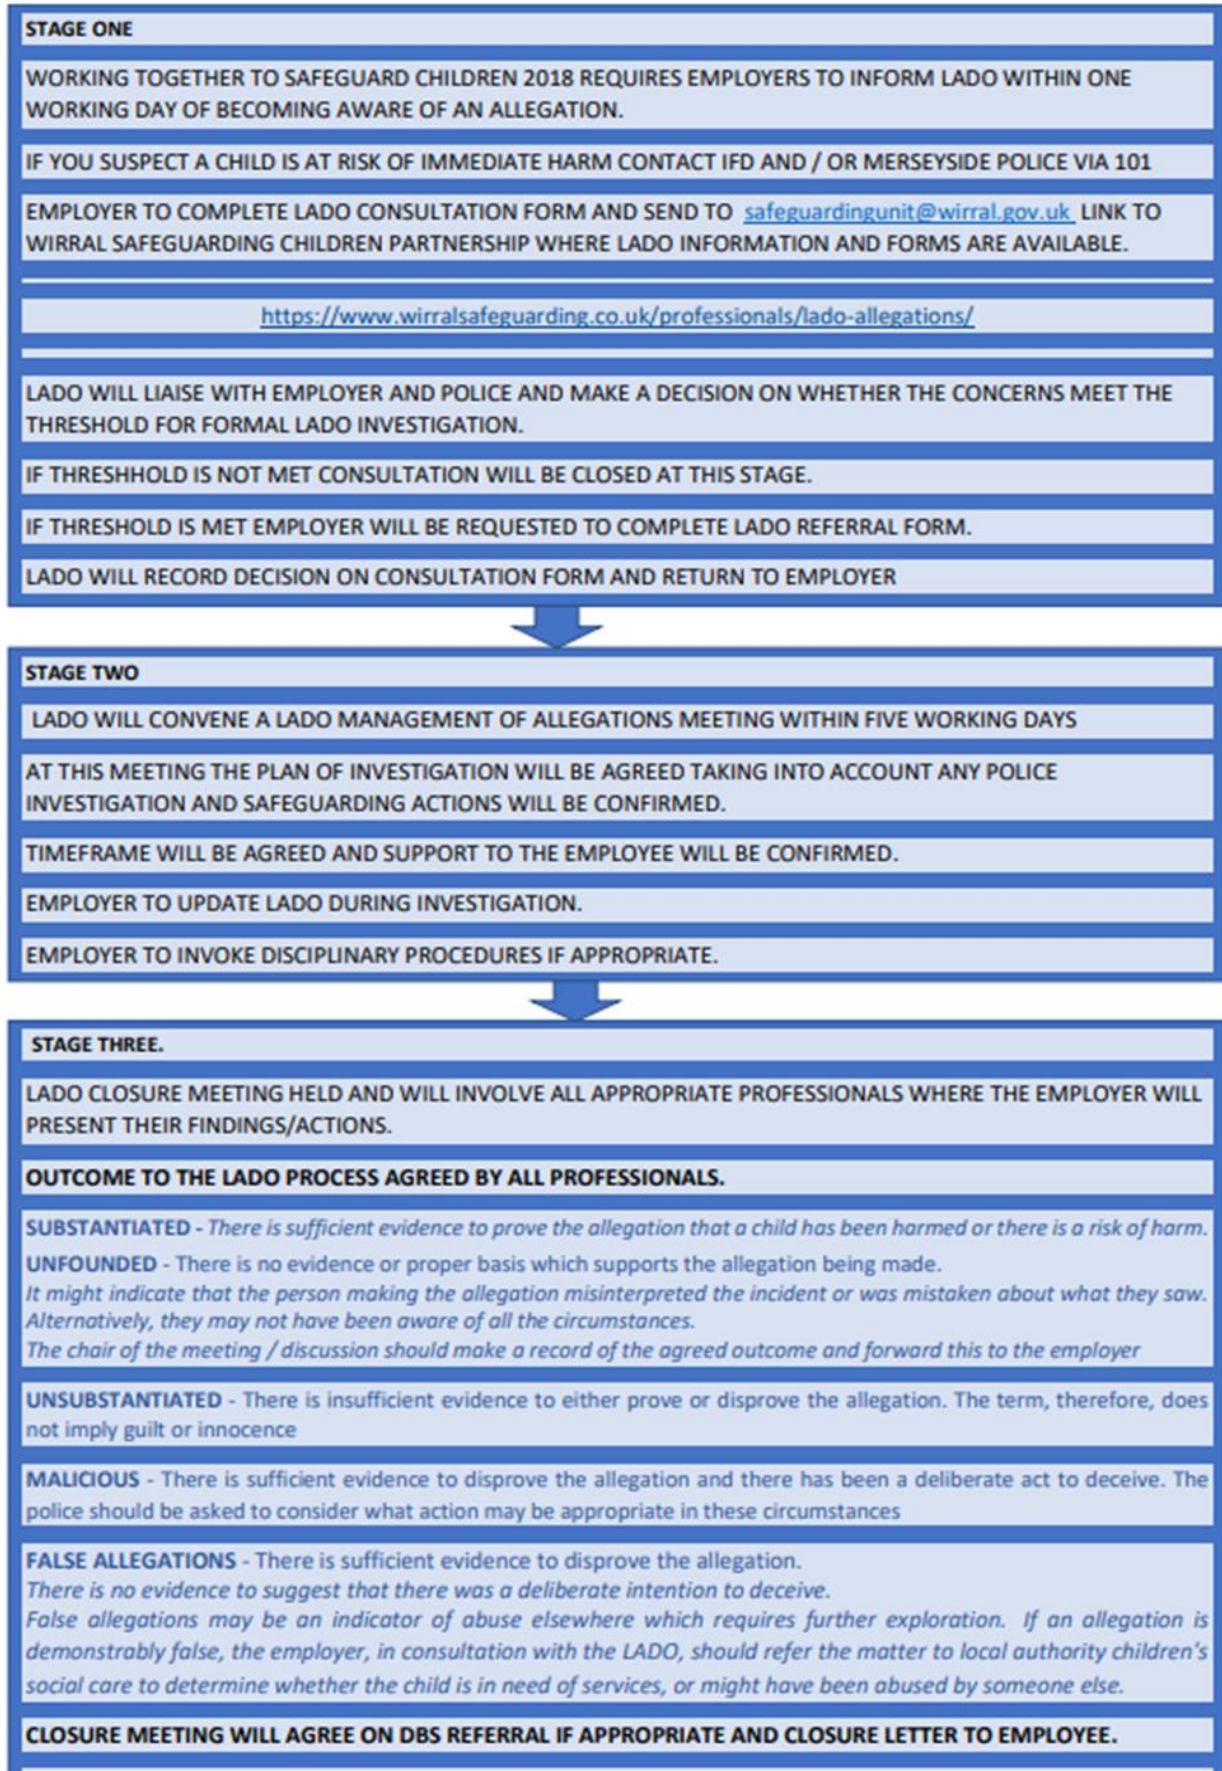 STAGE ONE
WORKING TOGETHER TO SAFEGUARD CHILDREN 2018 REQUIRES EMPLOYERS TO INFORM LADO WITHIN ONE
WORKING DAY OF BECOMING AWARE OF AN ALLEGATION.
IF YOU SUSPECT A CHILD IS AT RISK OF IMMEDIATE HARM CONTACT IFD AND / OR MERSEYSIDE POLICE VIA 101
EMPLOYER TO COMPLETE LADO CONSULTATION FORM AND SEND TO safeguardingunit@wirral.gov.uk LINK TO
WIRRAL SAFEGUARDING CHILDREN PARTNERSHIP WHERE LADO INFORMATION AND FORMS ARE AVAILABLE.
https://www.wirralsafeguarding.co.uk/professionals/lado-allegations/
LADO WILL LIAISE WITH EMPLOYER AND POLICE AND MAKE A DECISION ON WHETHER THE CONCERNS MEET THE
THRESHOLD FOR FORMAL LADO INVESTIGATION.
IF THRESHHOLD IS NOT MET CONSULTATION WILL BE CLOSED AT THIS STAGE.
IF THRESHOLD IS MET EMPLOYER WILL BE REQUESTED TO COMPLETE LADO REFERRAL FORM.
LADO WILL RECORD DECISION ON CONSULTATION FORM AND RETURN TO EMPLOYER
STAGE TWO
LADO WILL CONVENE A LADO MANAGEMENT OF ALLEGATIONS MEETING WITHIN FIVE WORKING DAYS
AT THIS MEETING THE PLAN OF INVESTIGATION WILL BE AGREED TAKING INTO ACCOUNT ANY POLICE
INVESTIGATION AND SAFEGUARDING ACTIONS WILL BE CONFIRMED.
TIMEFRAME WILL BE AGREED AND SUPPORT TO THE EMPLOYEE WILL BE CONFIRMED.
EMPLOYER TO UPDATE LADO DURING INVESTIGATION.
EMPLOYER TO INVOKE DISCIPLINARY PROCEDURES IF APPROPRIATE.
STAGE THREE.
LADO CLOSURE MEETING HELD AND WILL INVOLVE ALL APPROPRIATE PROFESSIONALS WHERE THE EMPLOYER WILL
PRESENT THEIR FINDINGS/ACTIONS.
OUTCOME TO THE LADO PROCESS AGREED BY ALL PROFESSIONALS.
SUBSTANTIATED - There is sufficient evidence to prove the allegation that a child has been harmed or there is a risk of harm.
UNFOUNDED - There is no evidence or proper basis which supports the allegation being made.
It might indicate that the person making the allegation misinterpreted the incident or was mistaken about what they saw.
Alternatively, they may not have been aware of all the circumstances.
The chair of the meeting / discussion should make a record of the agreed outcome and forward this to the employer
UNSUBSTANTIATED - There is insufficient evidence to either prove or disprove the allegation. The term, therefore, does
not imply guilt or innocence
MALICIOUS - There is sufficient evidence to disprove the allegation and there has been a deliberate act to deceive. The
police should be asked to consider what action may be appropriate in these circumstances
FALSE ALLEGATIONS - There is sufficient evidence to disprove the allegation.
There is no evidence to suggest that there was a deliberate intention to deceive.
False allegations may be an indicator of abuse elsewhere which requires further exploration. If an allegation is
demonstrably false, the employer, in consultation with the LADO, should refer the matter to local authority children's
social care to determine whether the child is in need of services, or might have been abused by someone else.
CLOSURE MEETING WILL AGREE ON DBS REFERRAL IF APPROPRIATE AND CLOSURE LETTER TO EMPLOYEE.